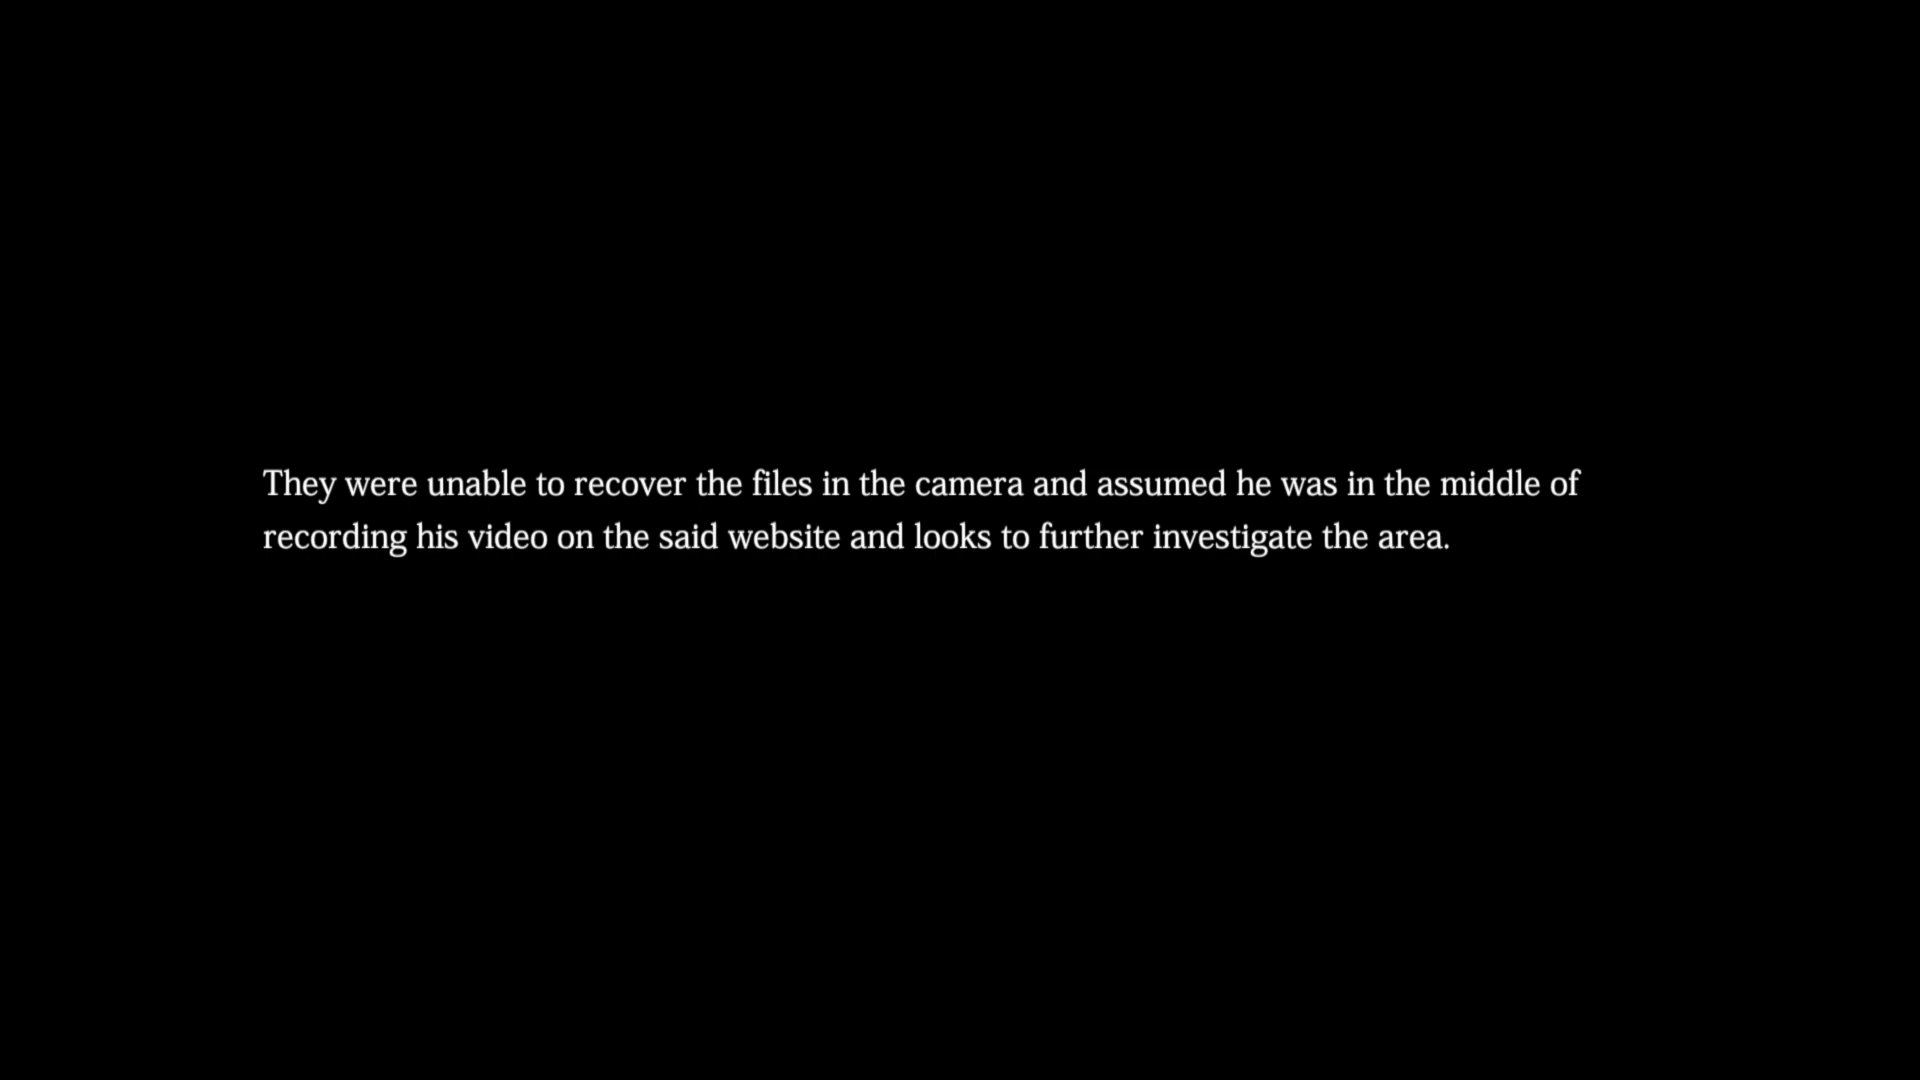 They were unable to recover the files in the camera and assumed he was in the middle of
recording his video on the said website and looks to further investigate the area.